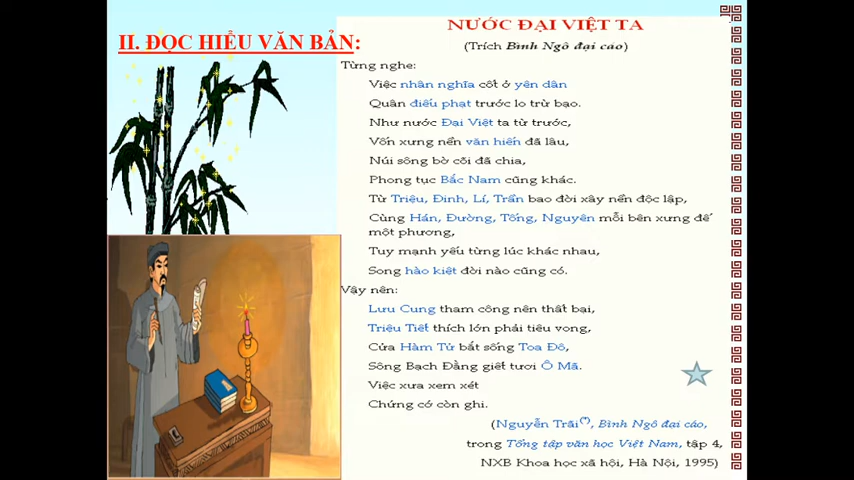 II. ĐỌC HIỂU VĂN BẢN:
NƯỚC ĐẠI VIỆT TA
(Trích Bình Ngô đại cáo)
Từng nghe:
Việc nhân nghĩa cốt ở yên dân
Quân điếu phạt trước lo trừ bạo.
Như nước Đại Việt ta từ trước,
Vốn xưng nền văn hiến đã lâu,
Núi sông bờ cõi đã chia,
Phong tục Bắc Nam cũng khác.
Từ Triệu, Đinh, Lí, Trần bao đời xây nền độc lập,
Cùng Hán, Đường, Tống, Nguyên mỗi bên xưng đế
một phương,
Tuy mạnh yếu từng lúc khác nhau,
Song hào kiệt đời nào cũng có.
Vậy nên:
Lưu Cung tham công nên thất bại,
Triệu Tiết thích lớn phải tiêu vong,
Cửa Hàm Tử bắt sống Toa Đô,
Sông Bạch Đằng giết tươi Ô Mã.
Việc xưa xem xét
Chứng cớ còn ghi.
(Nguyễn Trãi(*), Bình Ngô đại cáo,
trong Tổng tập văn học Việt Nam, tập 4,
NXB Khoa học xã hội, Hà Nội, 1995)